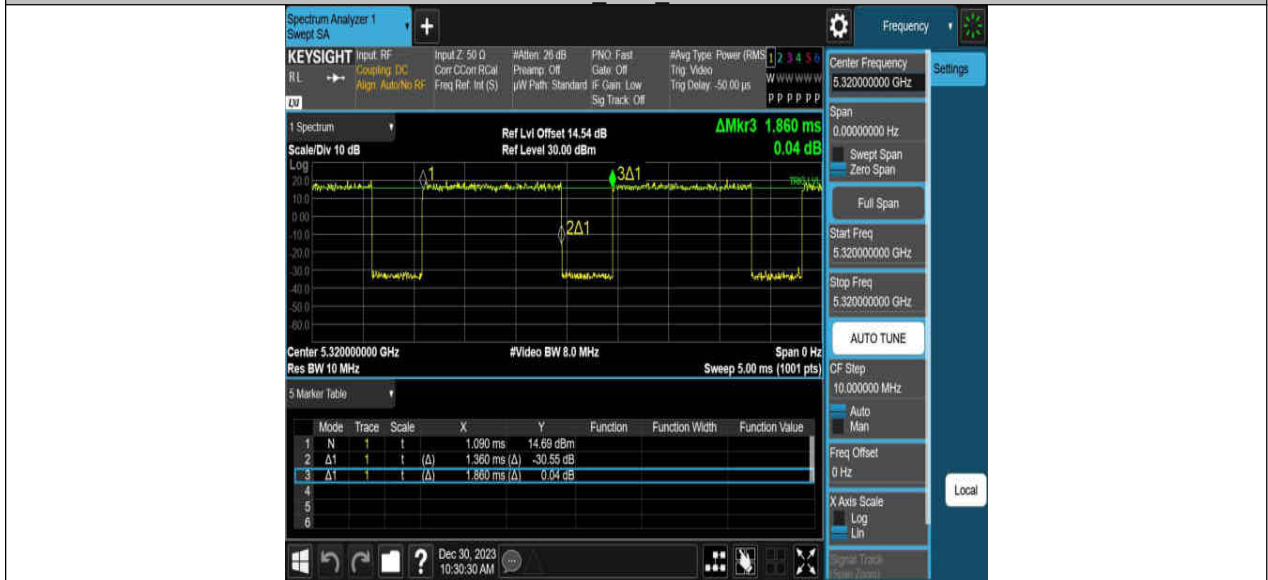 Spectrum Analyzer 1
Swept SA
+
Frequency
KEYSIGHT
RL
LXI
Input: RF
Coupling: DC
Align: Auto/No RF
Input Z: 50 Ω
Corr CCorr RCal
Freq Ref: Int (S)
#Atten: 26 dB
Preamp: Off
µW Path: Standard
PNO: Fast
Gate: Off
IF Gain: Low
Sig Track: Off
#Avg Type: Power (RMS
Trig: Video
Trig Delay: -50.00 µs
1 2 3 4 5 6
W W W W W W
P P P P P P
Center Frequency
5.320000000 GHz
Settings
Span
0.00000000 Hz
Swept Span
Zero Span
Full Span
Start Freq
5.320000000 GHz
Stop Freq
5.320000000 GHz
AUTO TUNE
CF Step
10.000000 MHz
Auto
Man
Freq Offset
0 Hz
X Axis Scale
Log
Lin
Signal Track
(Span Zoom)
Local
1 Spectrum
Scale/Div 10 dB
Log
Ref Lvl Offset 14.54 dB
Ref Level 30.00 dBm
ΔMkr3 1.860 ms
0.04 dB
20.0
10.0
0.00
-10.0
-20.0
-30.0
-40.0
-50.0
-60.0
1
2Δ1
3Δ1
TRIG LVL
Center 5.320000000 GHz
Res BW 10 MHz
#Video BW 8.0 MHz
Span 0 Hz
Sweep 5.00 ms (1001 pts)
5 Marker Table
Mode Trace Scale X Y Function Function Width Function Value
1 N 1 t 1.090 ms 14.69 dBm
2 Δ1 1 t (Δ) 1.360 ms (Δ) -30.55 dB
3 Δ1 1 t (Δ) 1.860 ms (Δ) 0.04 dB
4
5
6
?
Dec 30, 2023
10:30:30 AM